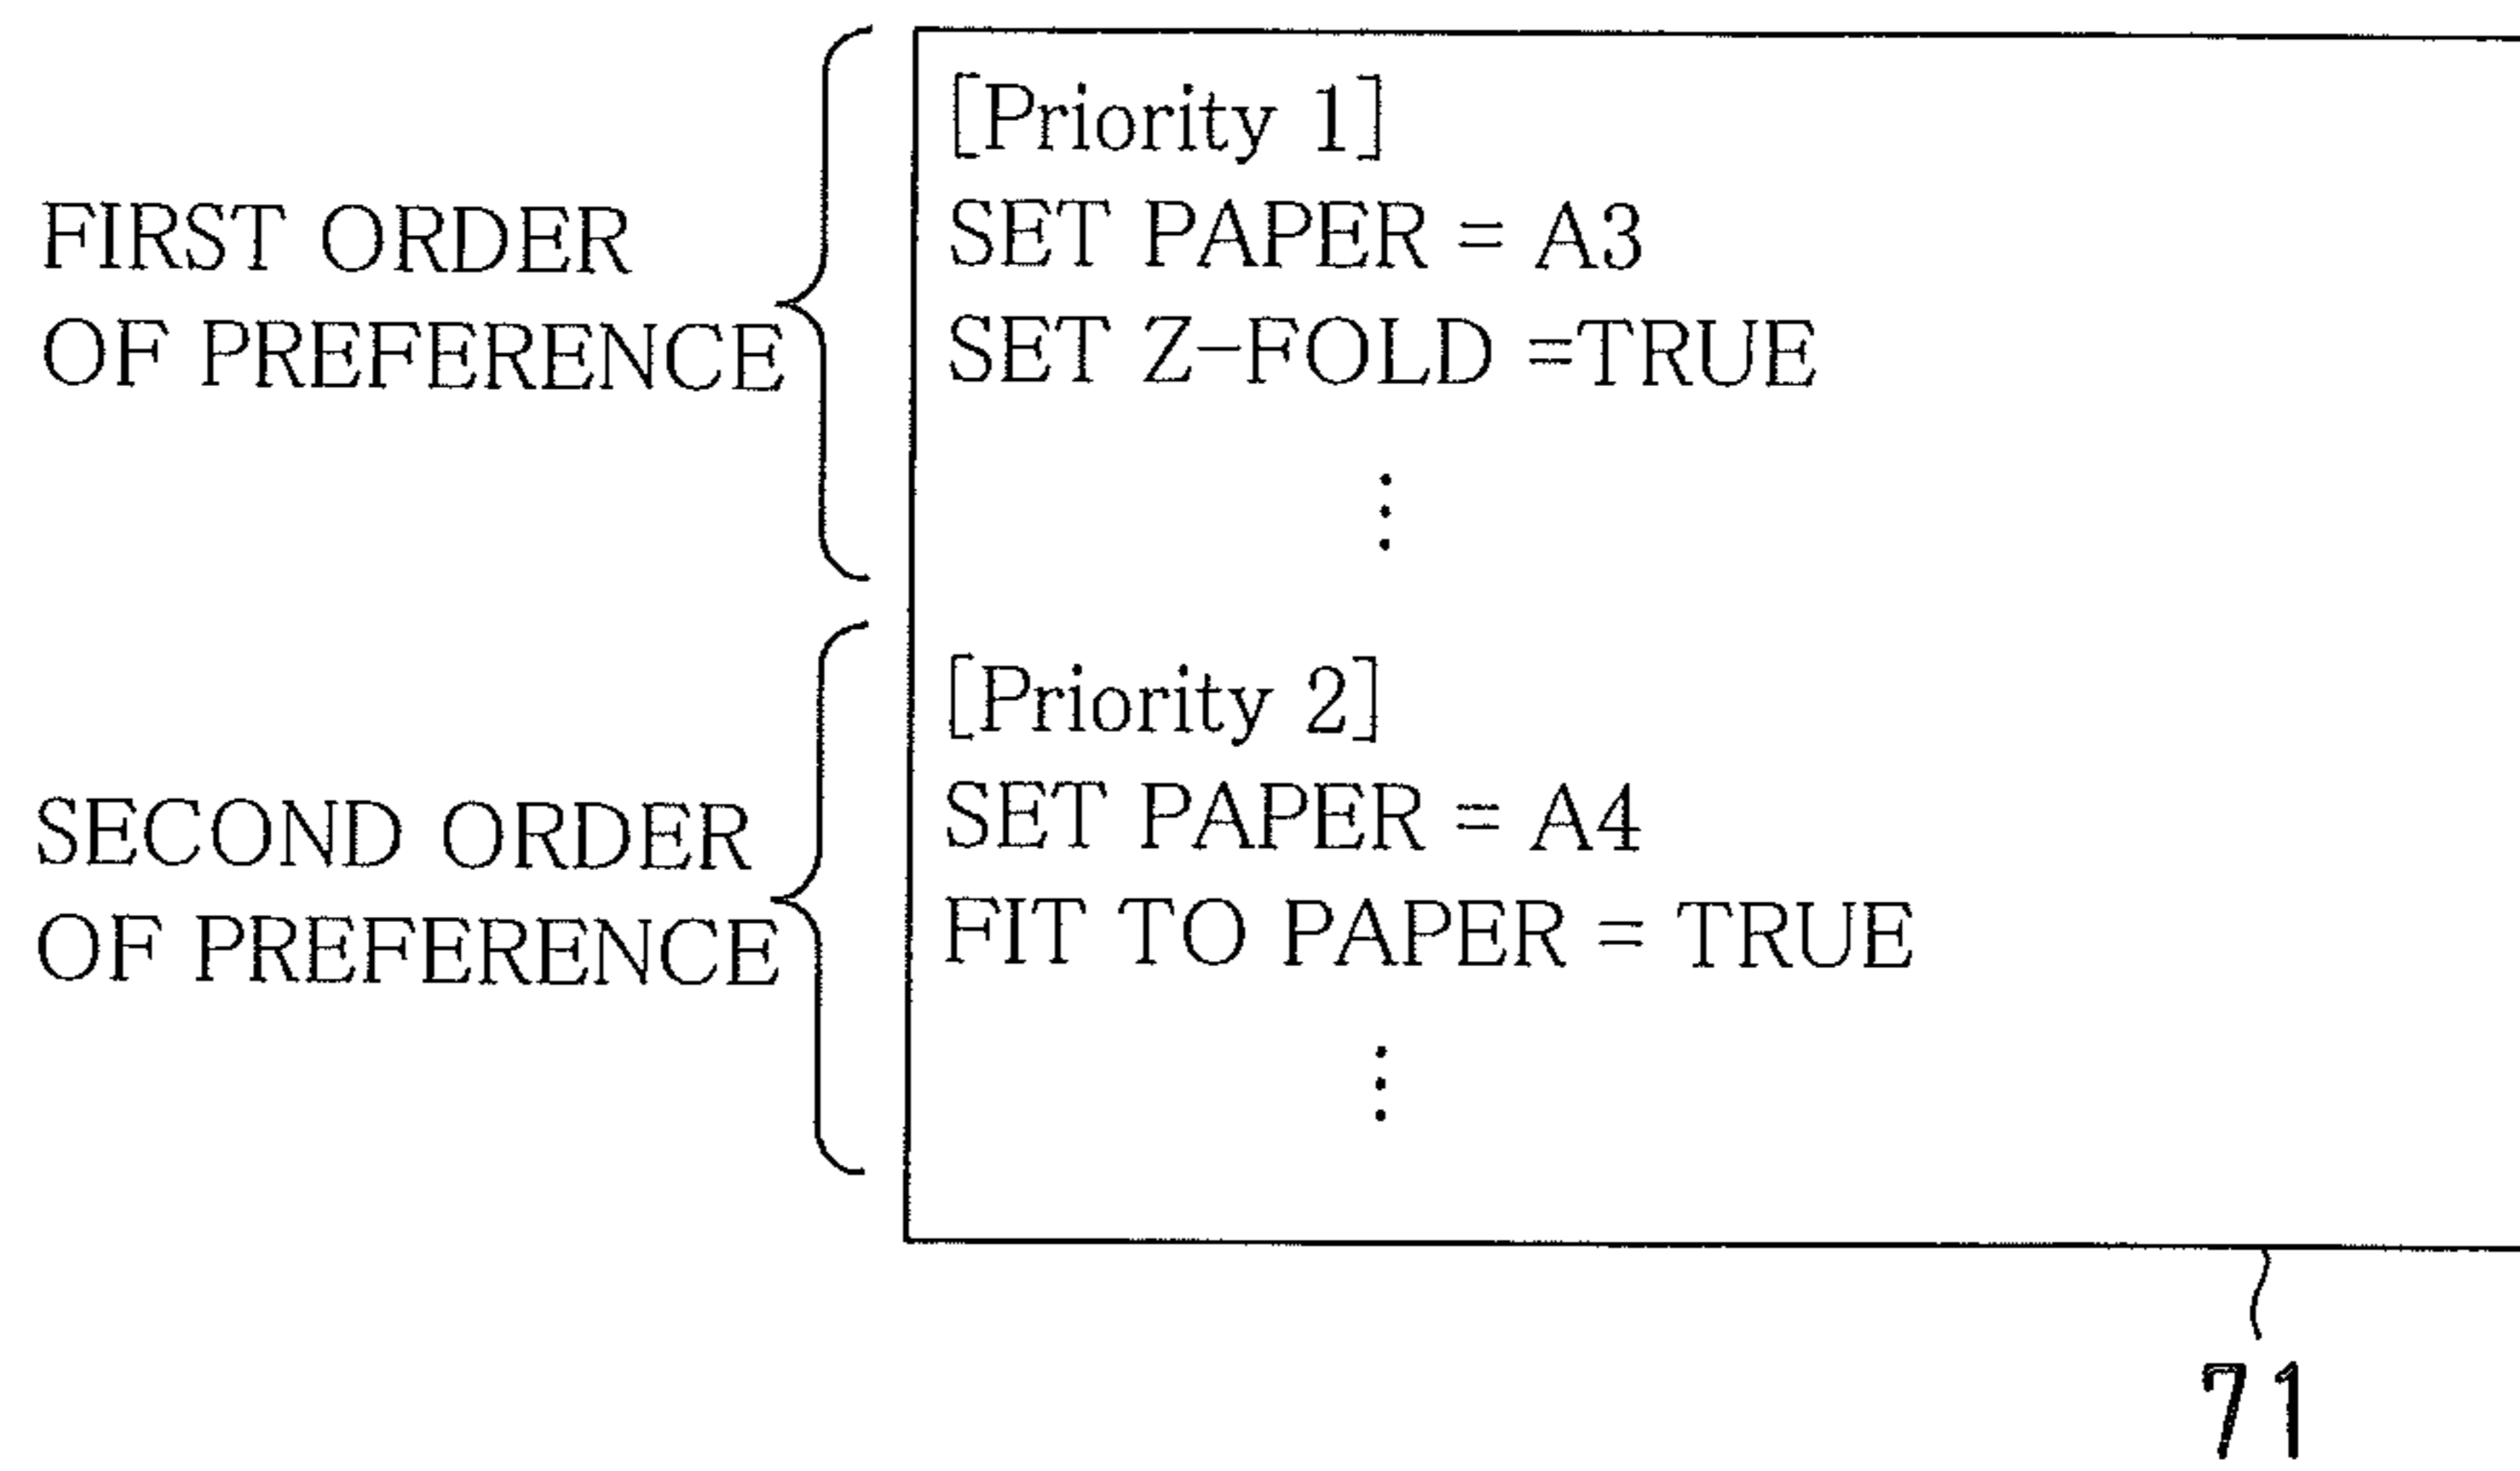 FIRST ORDER
OF PREFERENCE
[Priority 1]
SET PAPER = A3
SET Z-FOLD =TRUE
⋮
SECOND ORDER
OF PREFERENCE
[Priority 2]
SET PAPER = A4
FIT TO PAPER = TRUE
⋮
71